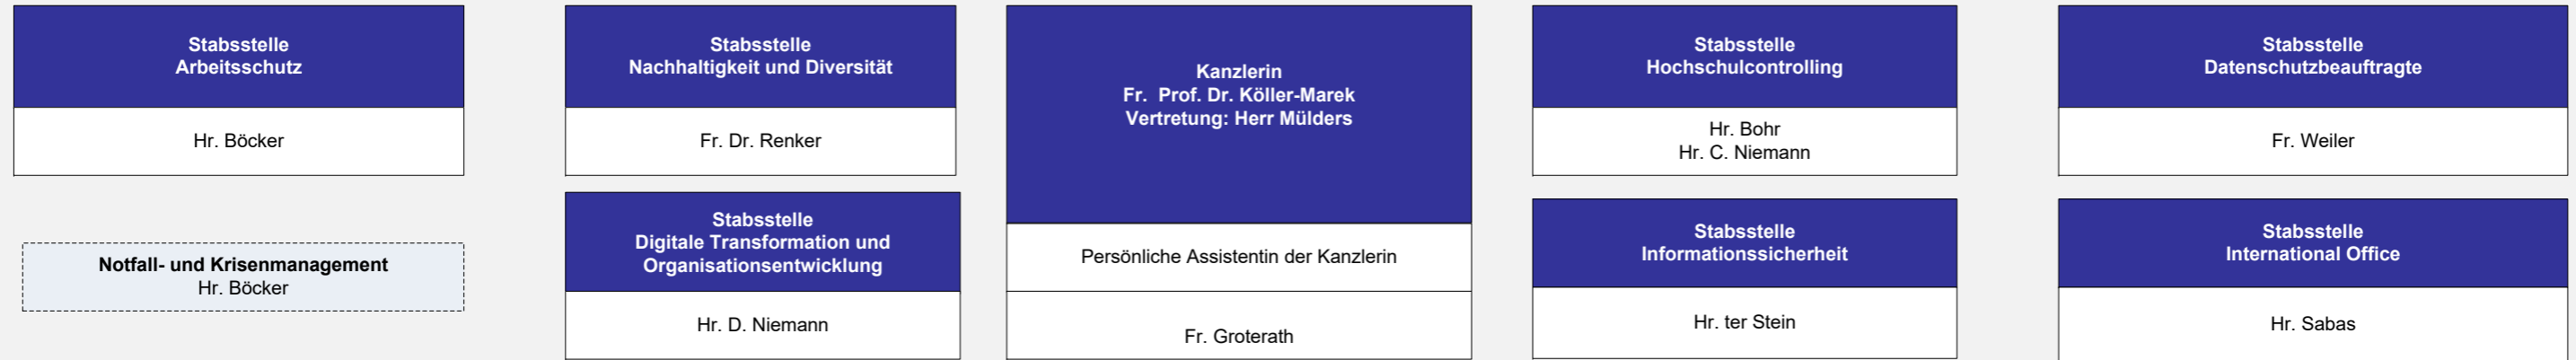 Stabsstelle
Arbeitsschutz
Hr. Böcker
Notfall- und Krisenmanagement
Hr. Böcker
Stabsstelle
Nachhaltigkeit und Diversität
Fr. Dr. Renker
Stabsstelle
Digitale Transformation und
Organisationsentwicklung
Hr. D. Niemann
Kanzlerin
Fr. Prof. Dr. Köller-Marek
Vertretung: Herr Mülders
Persönliche Assistentin der Kanzlerin
Fr. Groterath
Stabsstelle
Hochschulcontrolling
Hr. Bohr
Hr. C. Niemann
Stabsstelle
Informationssicherheit
Hr. ter Stein
Stabsstelle
Datenschutzbeauftragte
Fr. Weiler
Stabsstelle
International Office
Hr. Sabas